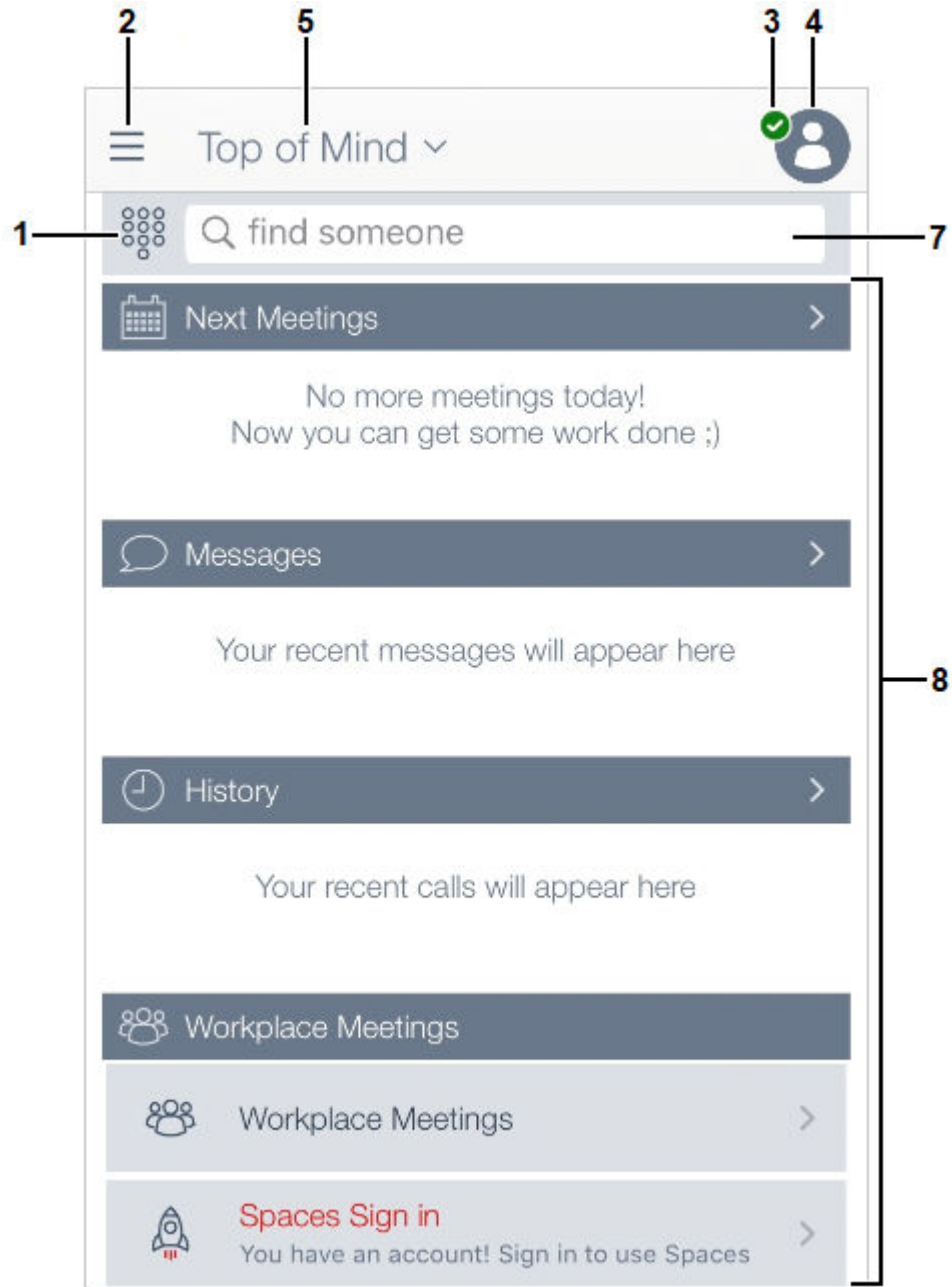 2 5 3 4
Top of Mind
1 find someone 7
Next Meetings
No more meetings today!
Now you can get some work done ;)
Messages
Your recent messages will appear here
8
History
Your recent calls will appear here
Workplace Meetings
Workplace Meetings
Spaces Sign in
You have an account! Sign in to use Spaces